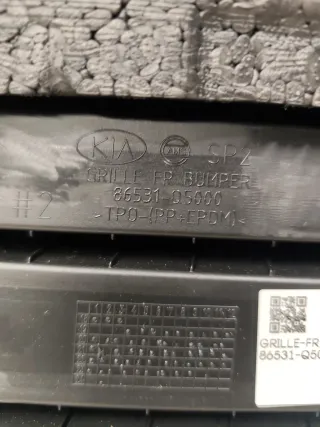 KIA SP2
GRILLE FR BUMPER
86531-Q5000
#2 >TPO-(PP+EPDM)<
GRILLE-FR
86531-Q50